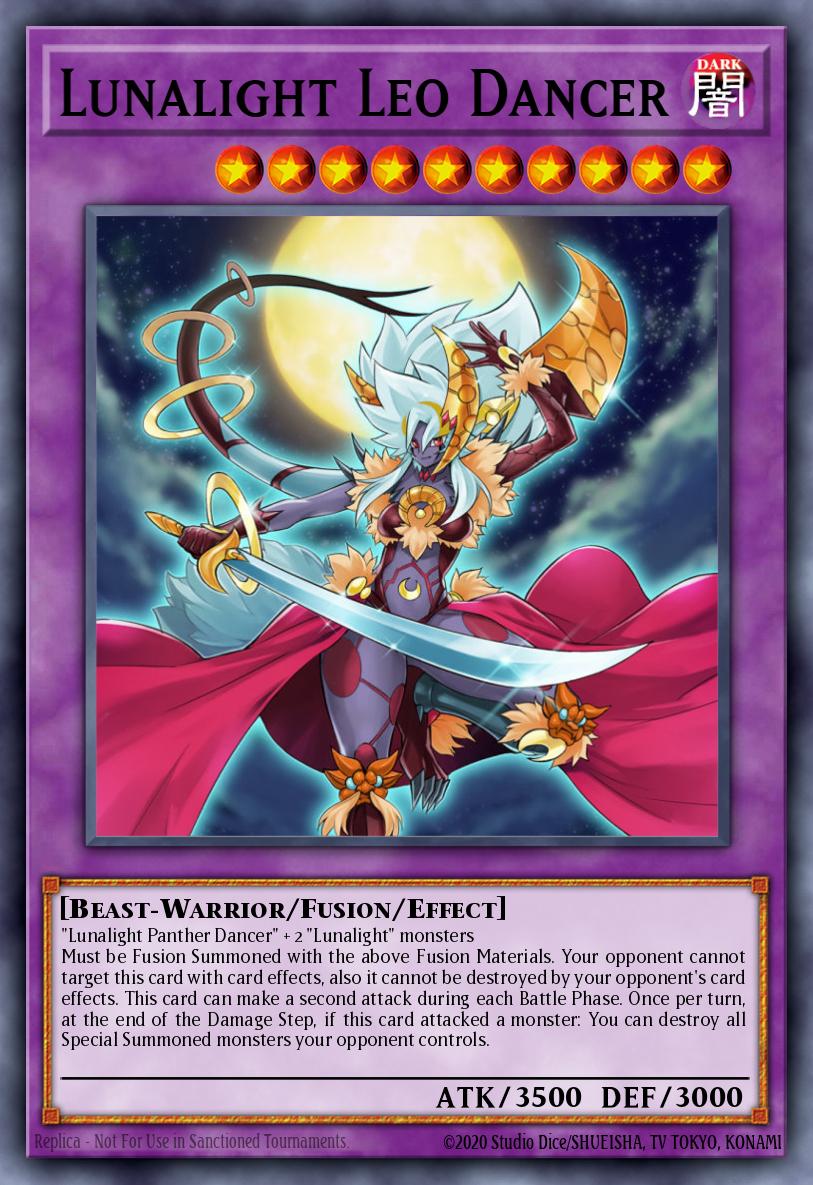 Lunalight Leo Dancer
DARK
闇
[Beast-Warrior/Fusion/Effect]
"Lunalight Panther Dancer" + 2 "Lunalight" monsters
Must be Fusion Summoned with the above Fusion Materials. Your opponent cannot
target this card with card effects, also it cannot be destroyed by your opponent's card
effects. This card can make a second attack during each Battle Phase. Once per turn,
at the end of the Damage Step, if this card attacked a monster: You can destroy all
Special Summoned monsters your opponent controls.
ATK/3500 DEF/3000
Replica - Not For Use in Sanctioned Tournaments.
©2020 Studio Dice/SHUEISHA, TV TOKYO, KONAMI